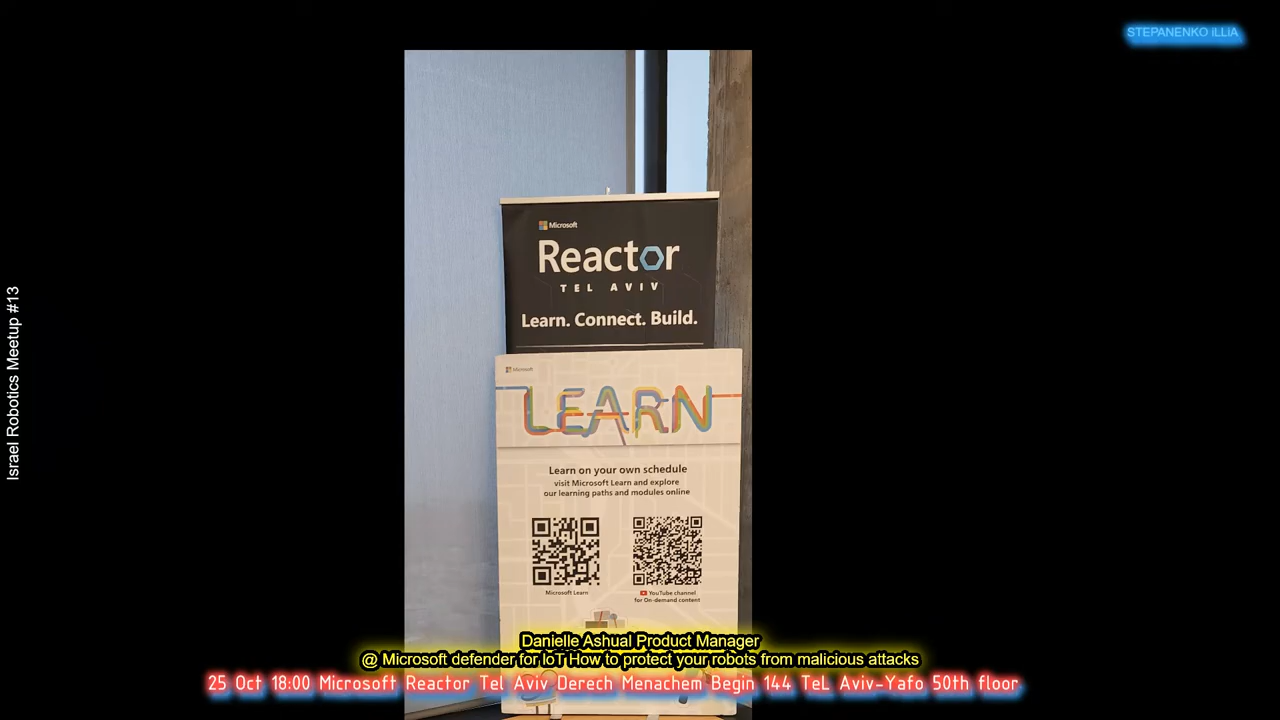 STEPANENKO iLLIA
Israel Robotics Meetup #13
Microsoft
Reactor
TEL AVIV
Learn. Connect. Build.
Microsoft
LEARN
Learn on your own schedule
visit Microsoft Learn and explore
our learning paths and modules online
Microsoft Learn
YouTube channel
for On-demand content
Danielle Ashual Product Manager
@ Microsoft defender for IoT How to protect your robots from malicious attacks
25 Oct 18:00 Microsoft Reactor Tel Aviv Derech Menachem Begin 144 TeL Aviv-Yafo 50th floor